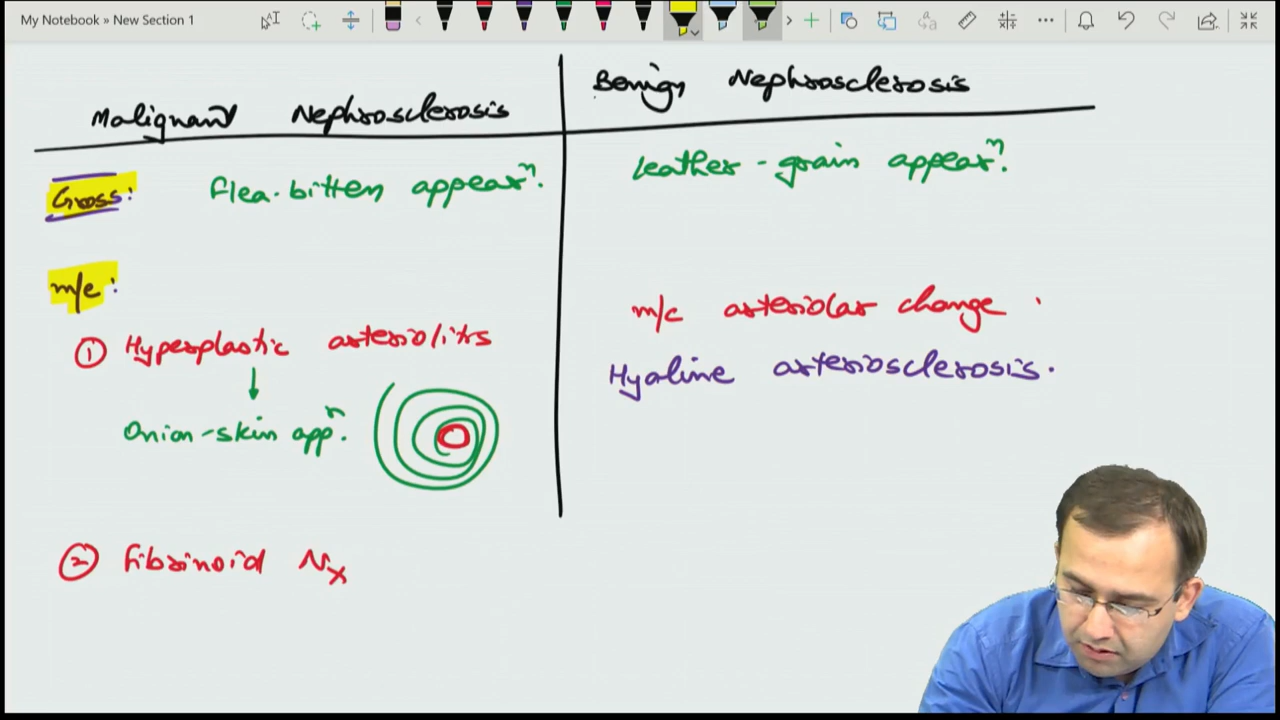 My Notebook » New Section 1
Malignant Nephrosclerosis
Benign Nephrosclerosis
Gross: Flea-bitten appearⁿ.
Leather-grain appearⁿ.
m/e:
m/c arteriolar change.
① Hyperplastic arteriolitis
Hyaline arteriosclerosis.
Onion-skin appⁿ.
② Fibrinoid Nx